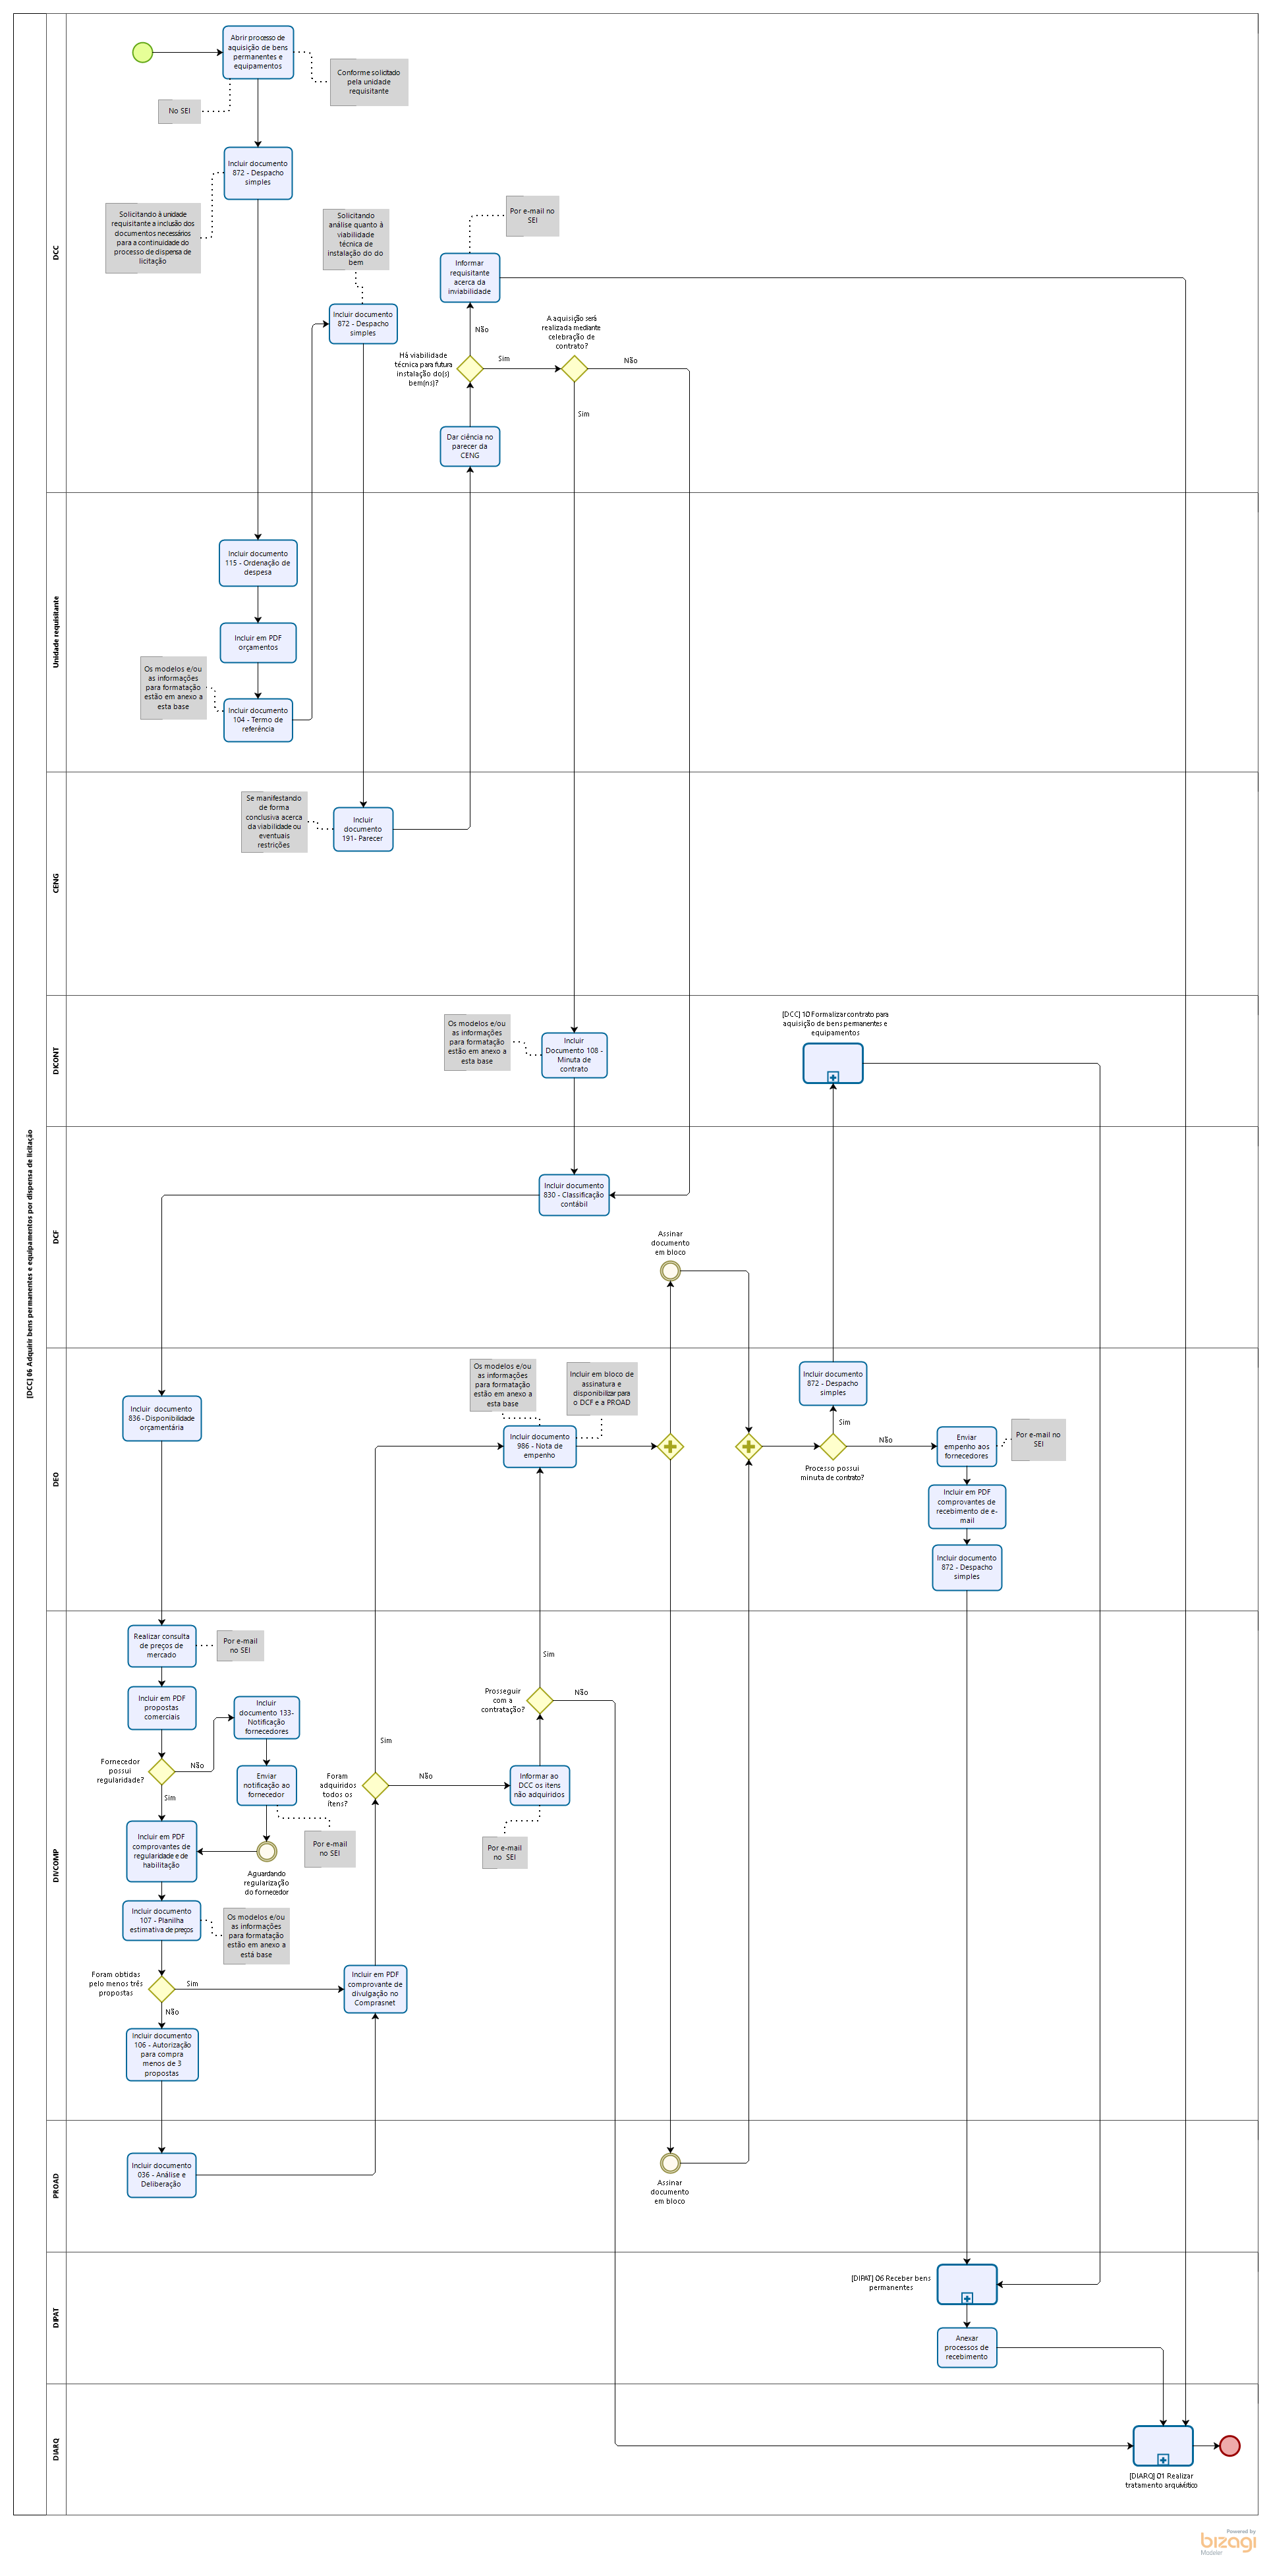 [DCC] 06 Adquirir bens permanentes e equipamentos por dispensa de licitação
DCC
Abrir processo de
aquisição de bens
permanentes e
equipamentos
Conforme solicitado
pela unidade
requisitante
No SEI
Incluir documento
872 - Despacho
simples
Solicitando à unidade
requisitante a inclusão dos
documentos necessários
para a continuidade do
processo de dispensa de
licitação
Solicitando
análise quanto à
viabilidade
técnica de
instalação do do
bem
Incluir documento
872 - Despacho
simples
Por e-mail no
SEI
Informar
requisitante
acerca da
inviabilidade
Não
Há viabilidade
técnica para futura
instalação do(s)
bem(ns)?
Sim
A aquisição será
realizada mediante
celebração de
contrato?
Não
Sim
Dar ciência no
parecer da
CENG
Unidade requisitante
Incluir documento
115 - Ordenação de
despesa
Incluir em PDF
orçamentos
Os modelos e/ou
as informações
para formatação
estão em anexo a
esta base
Incluir documento
104 - Termo de
referência
CENG
Se manifestando
de forma
conclusiva acerca
da viabilidade ou
eventuais
restrições
Incluir
documento
191- Parecer
DICONT
Os modelos e/ou
as informações
para formatação
estão em anexo a
esta base
Incluir
Documento 108 -
Minuta de
contrato
[DCC] 10 Formalizar contrato para
aquisição de bens permanentes e
equipamentos
DCF
Incluir documento
830 - Classificação
contábil
Assinar
documento
em bloco
DEO
Incluir documento
836 - Disponibilidade
orçamentária
Os modelos e/ou
as informações
para formatação
estão em anexo a
esta base
Incluir em bloco de
assinatura e
disponibilizar para
o DCF e a PROAD
Incluir documento
986 - Nota de
empenho
Incluir documento
872 - Despacho
simples
Sim
Processo possui
minuta de contrato?
Não
Enviar
empenho aos
fornecedores
Por e-mail no
SEI
Incluir em PDF
comprovantes de
recebimento de e-
mail
Incluir documento
872 - Despacho
simples
DIVCOMP
Realizar consulta
de preços de
mercado
Por e-mail
no SEI
Incluir em PDF
propostas
comerciais
Fornecedor
possui
regularidade?
Não
Sim
Incluir
documento 133-
Notificação
fornecedores
Enviar
notificação ao
fornecedor
Por e-mail
no SEI
Aguardando
regularização
do fornecedor
Incluir em PDF
comprovantes de
regularidade e de
habilitação
Incluir documento
107 - Planilha
estimativa de preços
Os modelos e/ou
as informações
para formatação
estão em anexo a
está base
Foram obtidas
pelo menos três
propostas
Sim
Não
Incluir documento
106 - Autorização
para compra
menos de 3
propostas
Incluir em PDF
comprovante de
divulgação no
Comprasnet
Foram
adquiridos
todos os
ítens?
Sim
Não
Informar ao
DCC os itens
não adquiridos
Por e-mail
no SEI
Prosseguir
com a
contratação?
Sim
Não
PROAD
Incluir documento
036 - Análise e
Deliberação
Assinar
documento
em bloco
DIPAT
[DIPAT] 06 Receber bens
permanentes
Anexar
processos de
recebimento
DIARQ
[DIARQ] 01 Realizar
tratamento arquivístico
Powered by
bizagi
Modeler